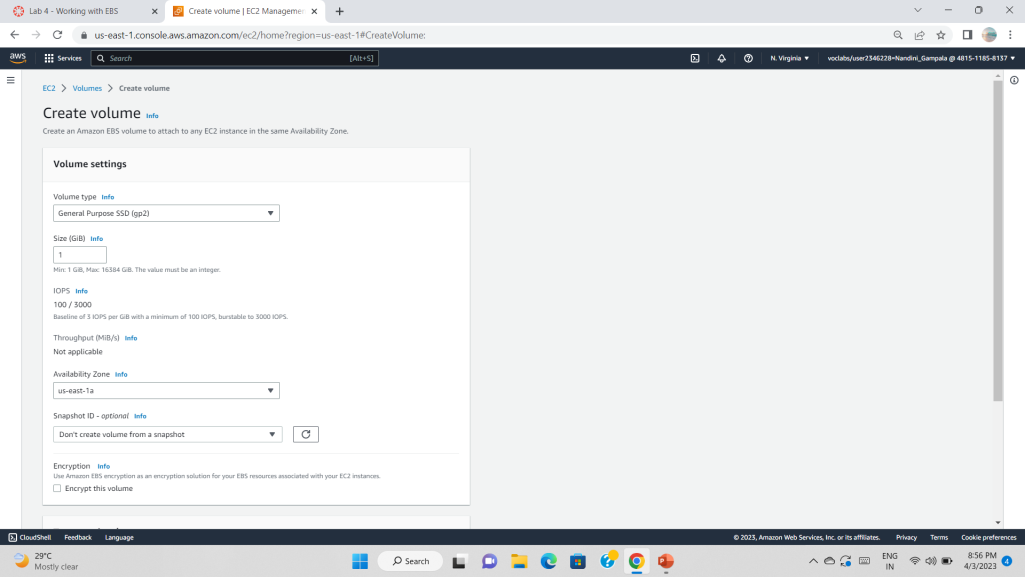 Lab 4 - Working with EBS
Create volume | EC2 Managemen
us-east-1.console.aws.amazon.com/ec2/home?region=us-east-1#CreateVolume:
aws
Services
Search
[Alt+S]
N. Virginia
voclabs/user2346228=Nandini_Gampala @ 4815-1185-8137
EC2 > Volumes > Create volume
Create volume Info
Create an Amazon EBS volume to attach to any EC2 instance in the same Availability Zone.
Volume settings
Volume type Info
General Purpose SSD (gp2)
Size (GiB) Info
1
Min: 1 GiB, Max: 16384 GiB. The value must be an integer.
IOPS Info
100 / 3000
Baseline of 3 IOPS per GiB with a minimum of 100 IOPS, burstable to 3000 IOPS.
Throughput (MiB/s) Info
Not applicable
Availability Zone Info
us-east-1a
Snapshot ID - optional Info
Don't create volume from a snapshot
Encryption Info
Use Amazon EBS encryption as an encryption solution for your EBS resources associated with your EC2 instances.
Encrypt this volume
CloudShell Feedback Language
© 2023, Amazon Web Services, Inc. or its affiliates. Privacy Terms Cookie preferences
29°C
Mostly clear
Search
ENG
IN
8:56 PM
4/3/2023
4